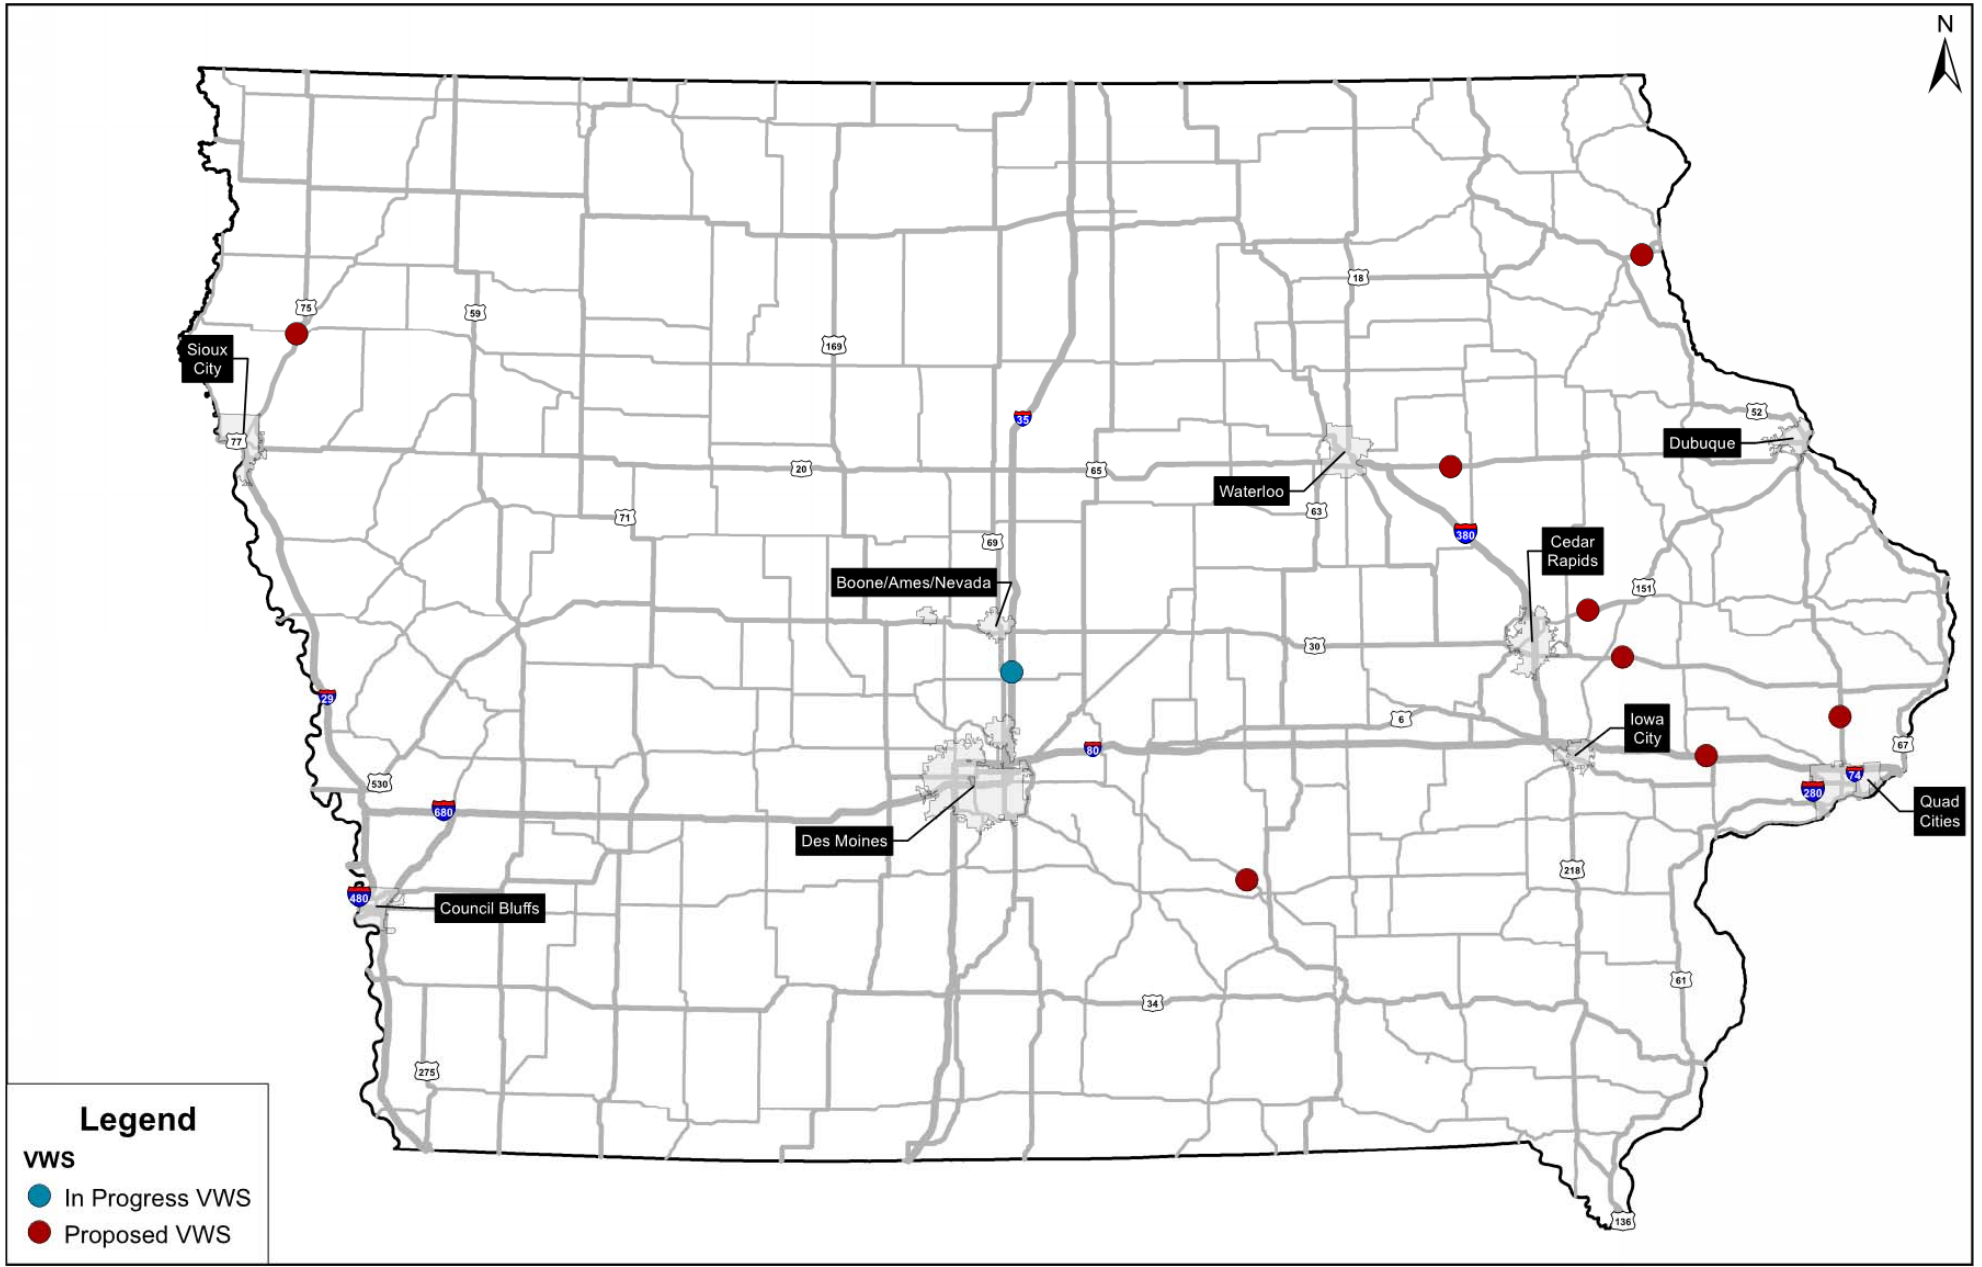 N
75
59
18
169
Sioux
City
35
52
77
Dubuque
20
65
Waterloo
71
63
380
69
Cedar
Rapids
Boone/Ames/Nevada
151
30
29
6
Iowa
City
67
80
530
74
280
680
Quad
Cities
Des Moines
218
480
Council Bluffs
61
34
275
136
Legend
VWS
In Progress VWS
Proposed VWS